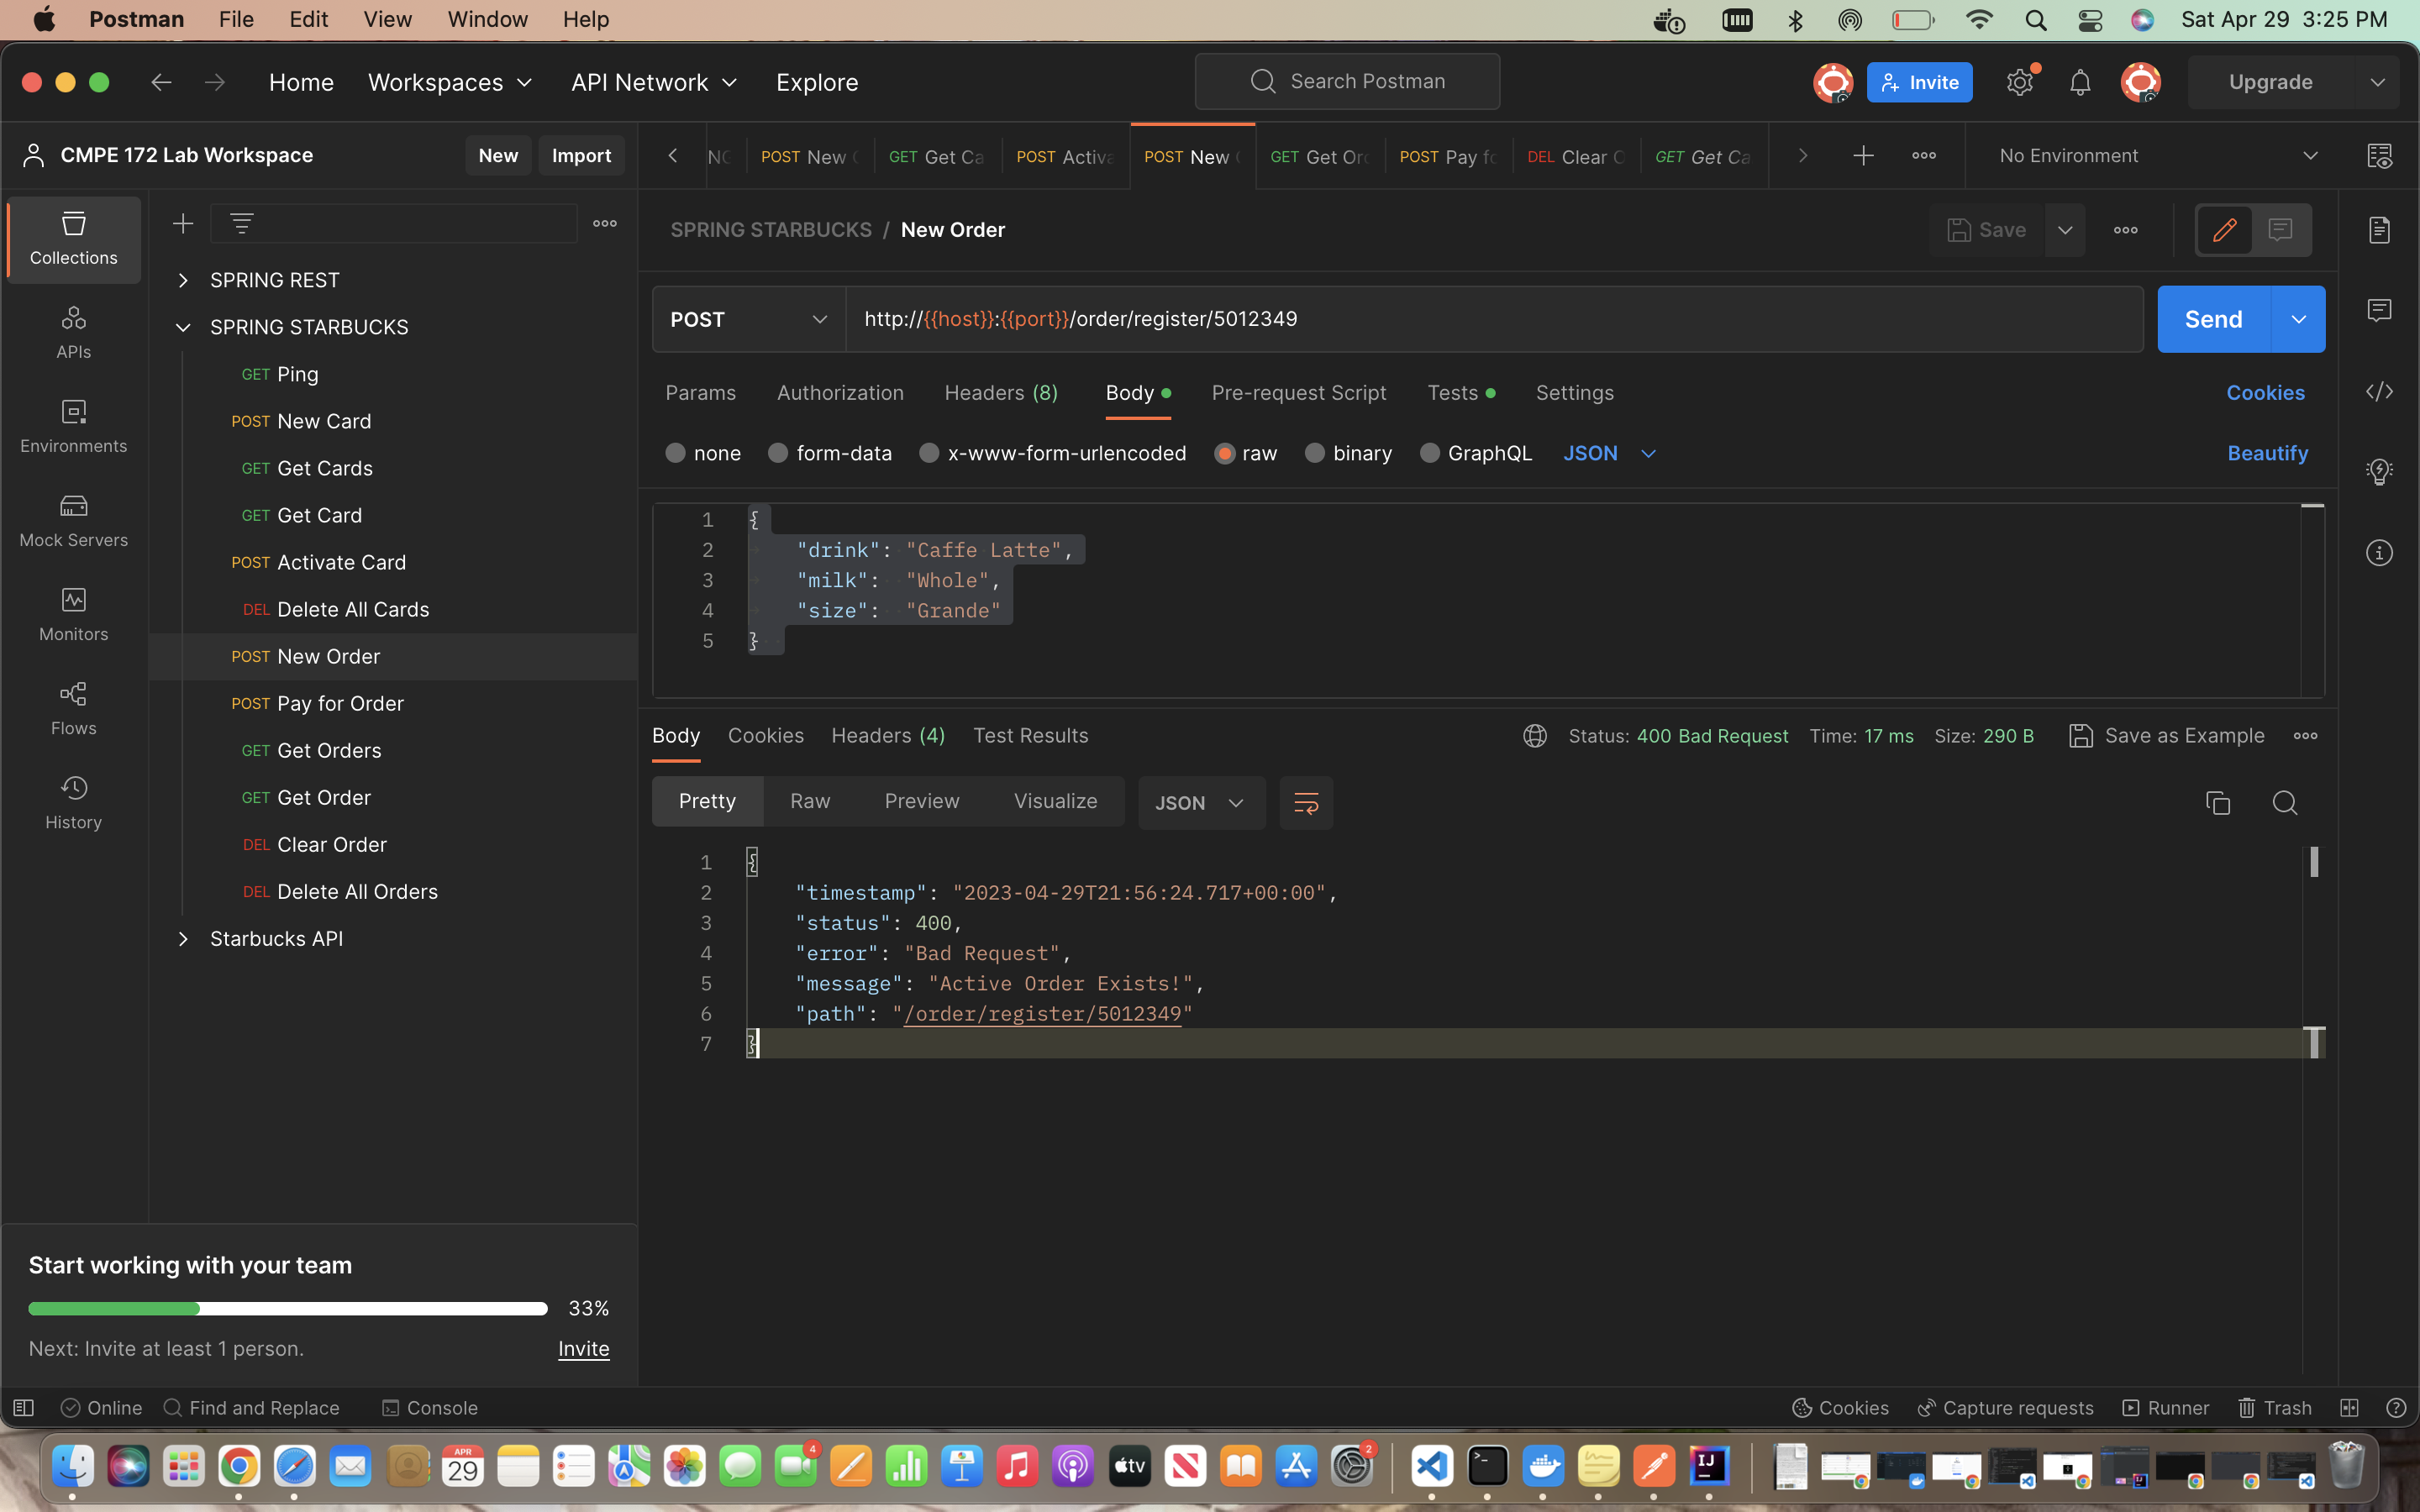 Postman File Edit View Window Help Sat Apr 29 3:25 PM
Home Workspaces API Network Explore Search Postman Invite Upgrade
CMPE 172 Lab Workspace New Import
POST New GET Get Ca POST Activa POST New GET Get Ord POST Pay fo DEL Clear O GET Get Ca No Environment
Collections
APIs
Environments
Mock Servers
Monitors
Flows
History
SPRING REST
SPRING STARBUCKS
GET Ping
POST New Card
GET Get Cards
GET Get Card
POST Activate Card
DEL Delete All Cards
POST New Order
POST Pay for Order
GET Get Orders
GET Get Order
DEL Clear Order
DEL Delete All Orders
Starbucks API
SPRING STARBUCKS / New Order Save
POST http://{{host}}:{{port}}/order/register/5012349 Send
Params Authorization Headers (8) Body Pre-request Script Tests Settings Cookies
none form-data x-www-form-urlencoded raw binary GraphQL JSON Beautify
1 {
2 "drink": "Caffe Latte",
3 "milk": "Whole",
4 "size": "Grande"
5 }
Body Cookies Headers (4) Test Results Status: 400 Bad Request Time: 17 ms Size: 290 B Save as Example
Pretty Raw Preview Visualize JSON
1 {
2 "timestamp": "2023-04-29T21:56:24.717+00:00",
3 "status": 400,
4 "error": "Bad Request",
5 "message": "Active Order Exists!",
6 "path": "/order/register/5012349"
7 }
Start working with your team
33%
Next: Invite at least 1 person. Invite
Online Find and Replace Console Cookies Capture requests Runner Trash
APR
29
4
tv
2
IJ